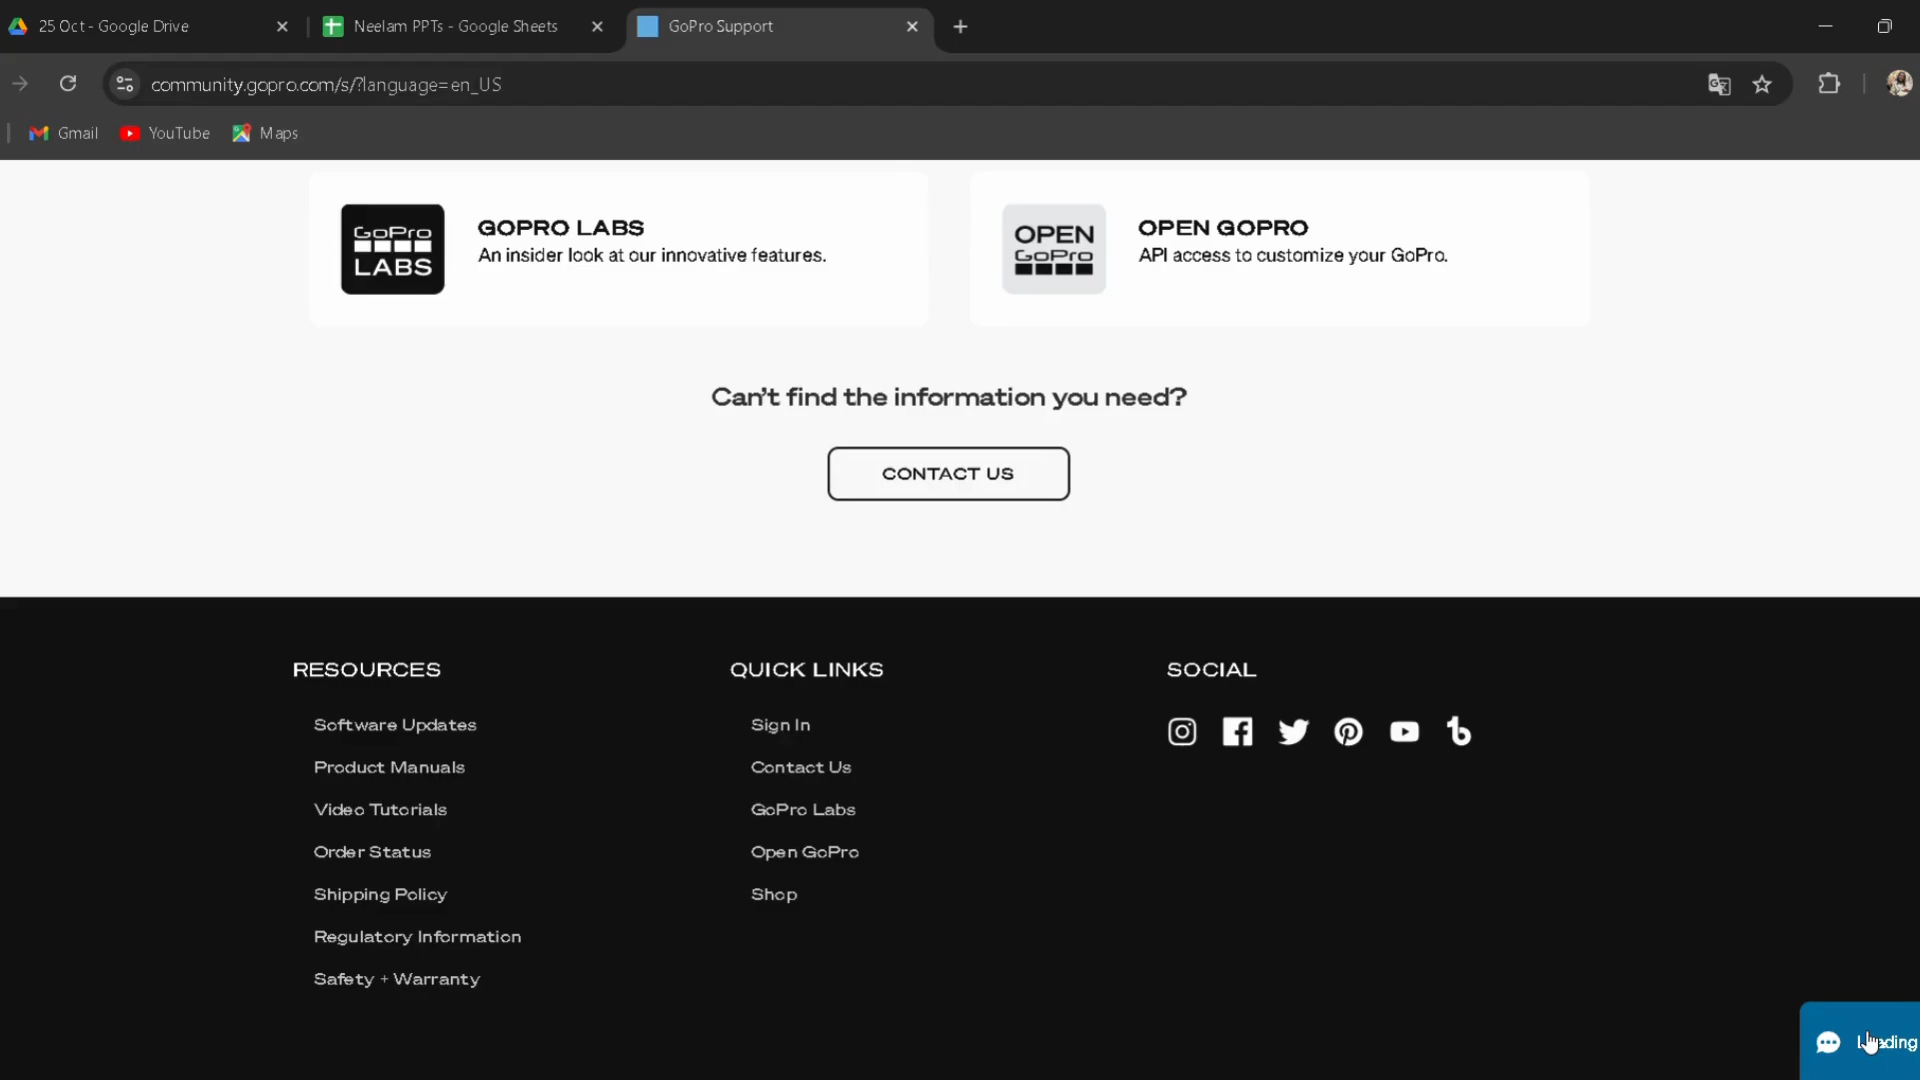 25 Oct - Google Drive
Neelam PPTs - Google Sheets
GoPro Support
community.gopro.com/s/?language=en_US
Gmail
YouTube
Maps
GoPro
LABS
GOPRO LABS
An insider look at our innovative features.
OPEN
GoPro
OPEN GOPRO
API access to customize your GoPro.
Can't find the information you need?
CONTACT US
RESOURCES
Software Updates
Product Manuals
Video Tutorials
Order Status
Shipping Policy
Regulatory Information
Safety + Warranty
QUICK LINKS
Sign In
Contact Us
GoPro Labs
Open GoPro
Shop
SOCIAL